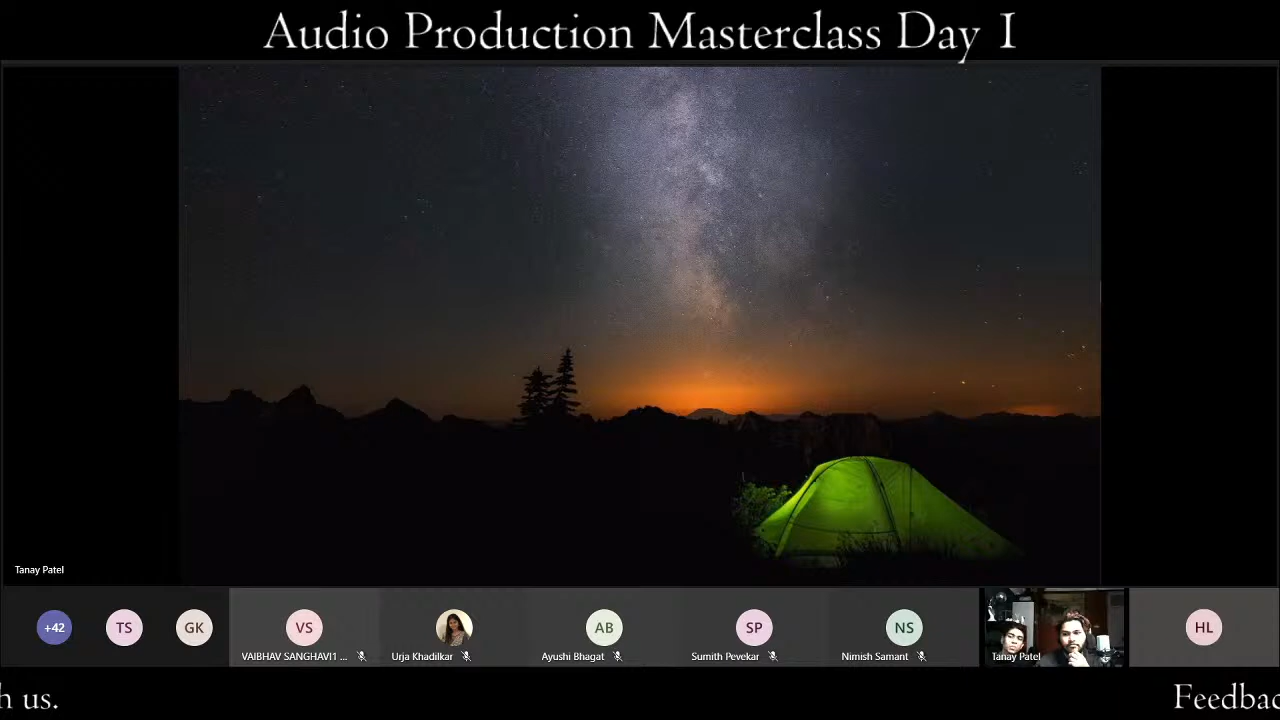 Audio Production Masterclass Day I
Tanay Patel
+42
TS
GK
VS
VAIBHAV SANGHAVI1 ...
Urja Khadilkar
AB
Ayushi Bhagat
SP
Sumith Pevekar
NS
Nimish Samant
Tanay Patel
HL
h us.
Feedbac